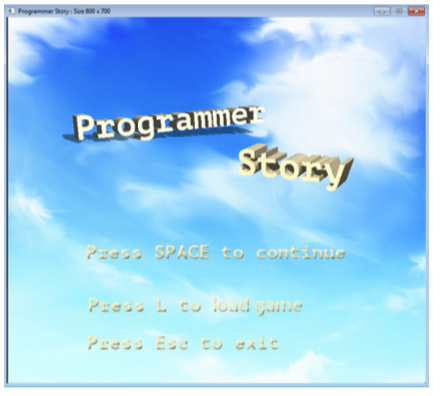 Programmer Story : Size 800 x 700
Programmer
Story
Press SPACE to continue
Press L to load game
Press Esc to exit